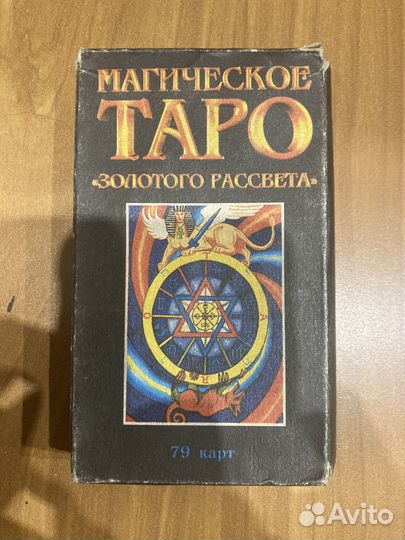 МАГИЧЕСКОЕ
ТАРО
«ЗОЛОТОГО РАССВЕТА»
79 карт
Avito